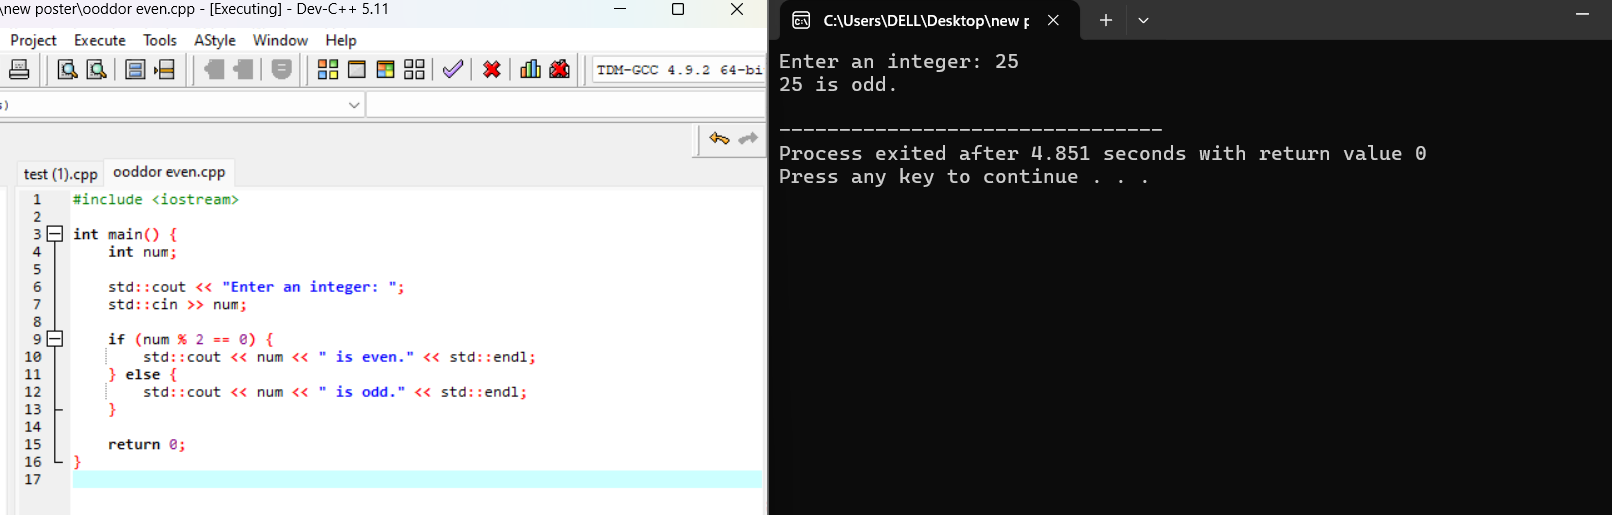 \new poster\ooddor even.cpp - [Executing] - Dev-C++ 5.11
Project Execute Tools AStyle Window Help
TDM-GCC 4.9.2 64-bi
s)
test (1).cpp ooddor even.cpp
1 #include <iostream>
2
3 int main() {
4 int num;
5
6 std::cout << "Enter an integer: ";
7 std::cin >> num;
8
9 if (num % 2 == 0) {
10 std::cout << num << " is even." << std::endl;
11 } else {
12 std::cout << num << " is odd." << std::endl;
13 }
14
15 return 0;
16 }
17
C:\Users\DELL\Desktop\new p
Enter an integer: 25
25 is odd.
--------------------------------
Process exited after 4.851 seconds with return value 0
Press any key to continue . . .